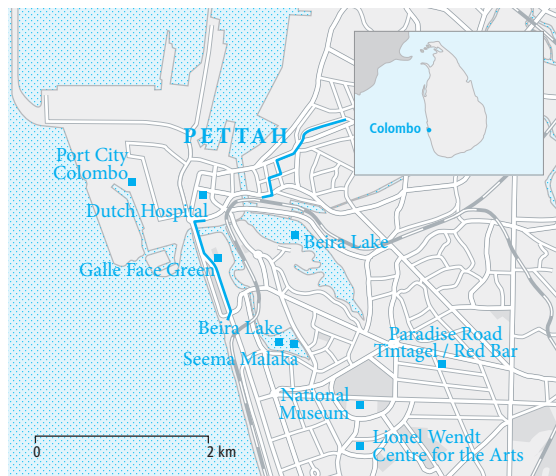 Colombo
PETTAH
Port City
Colombo
Dutch Hospital
Beira Lake
Galle Face Green
Beira Lake
Seema Malaka
Paradise Road
Tintagel / Red Bar
National
Museum
Lionel Wendt
Centre for the Arts
0
2 km